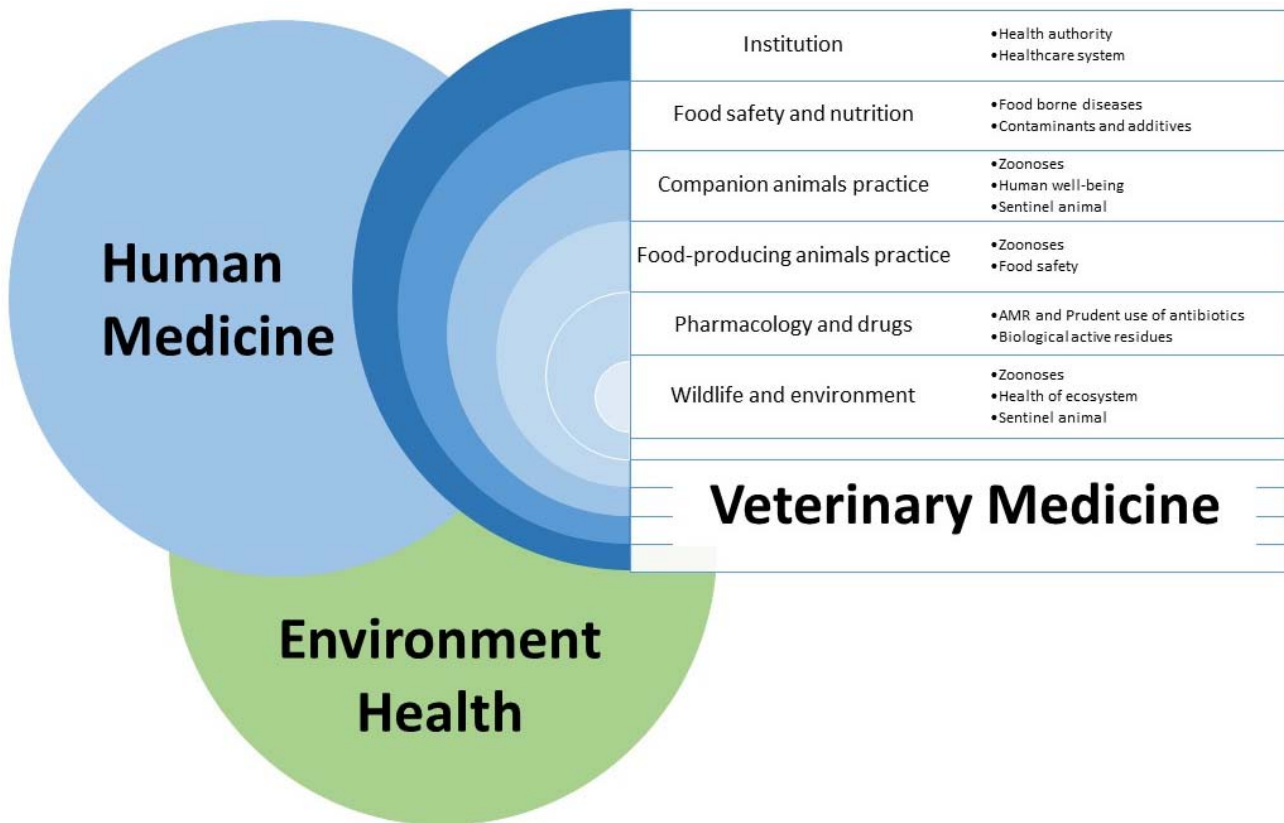 Human
Medicine
Environment
Health
Institution
•Health authority
•Healthcare system
Food safety and nutrition
•Food borne diseases
•Contaminants and additives
Companion animals practice
•Zoonoses
•Human well-being
•Sentinel animal
Food-producing animals practice
•Zoonoses
•Food safety
Pharmacology and drugs
•AMR and Prudent use of antibiotics
•Biological active residues
Wildlife and environment
•Zoonoses
•Health of ecosystem
•Sentinel animal
Veterinary Medicine